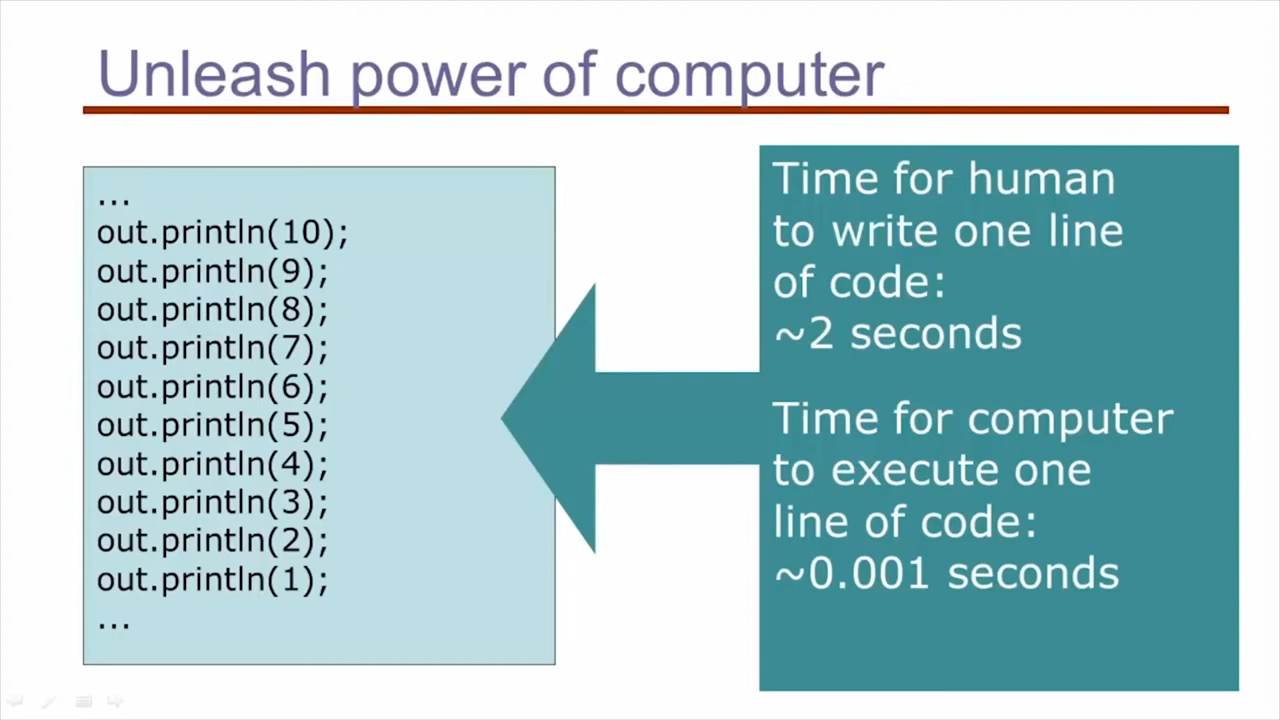 Unleash power of computer
...
out.println(10);
out.println(9);
out.println(8);
out.println(7);
out.println(6);
out.println(5);
out.println(4);
out.println(3);
out.println(2);
out.println(1);
...
Time for human
to write one line
of code:
~2 seconds
Time for computer
to execute one
line of code:
~0.001 seconds